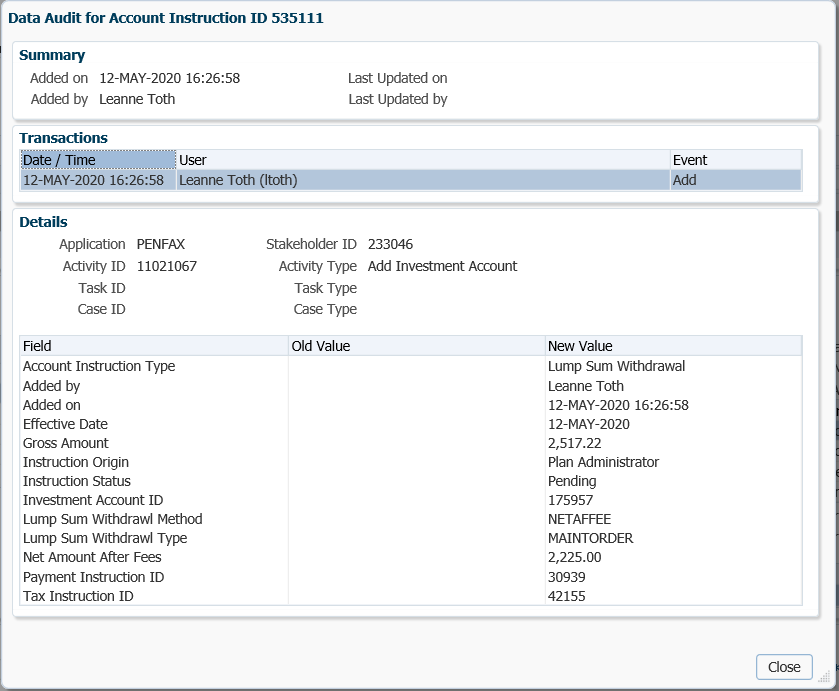 Data Audit for Account Instruction ID 535111
Summary
Added on 12-MAY-2020 16:26:58 Last Updated on
Added by Leanne Toth Last Updated by
Transactions
Date / Time User Event
12-MAY-2020 16:26:58 Leanne Toth (ltoth) Add
Details
Application PENFAX Stakeholder ID 233046
Activity ID 11021067 Activity Type Add Investment Account
Task ID Task Type
Case ID Case Type
Field Old Value New Value
Account Instruction Type Lump Sum Withdrawal
Added by Leanne Toth
Added on 12-MAY-2020 16:26:58
Effective Date 12-MAY-2020
Gross Amount 2,517.22
Instruction Origin Plan Administrator
Instruction Status Pending
Investment Account ID 175957
Lump Sum Withdrawl Method NETAFFEE
Lump Sum Withdrawl Type MAINTORDER
Net Amount After Fees 2,225.00
Payment Instruction ID 30939
Tax Instruction ID 42155
Close